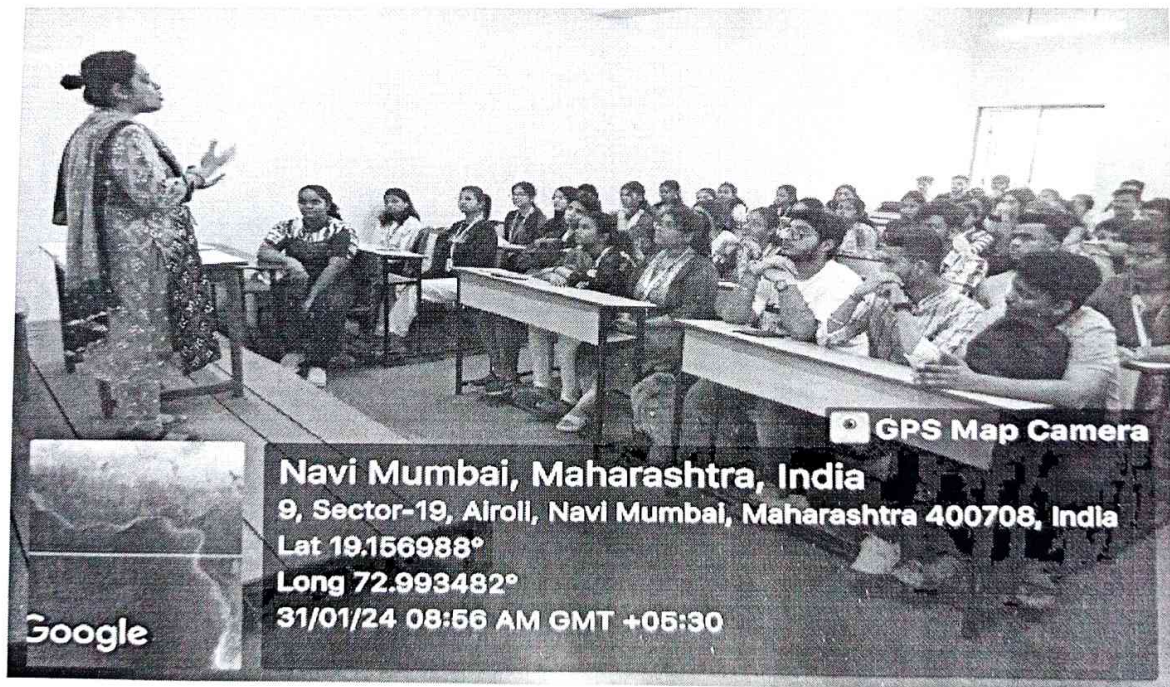 GPS Map Camera
Navi Mumbai, Maharashtra, India
9, Sector-19, Airoli, Navi Mumbai, Maharashtra 400708, India
Lat 19.156988°
Long 72.993482°
31/01/24 08:56 AM GMT +05:30
Google